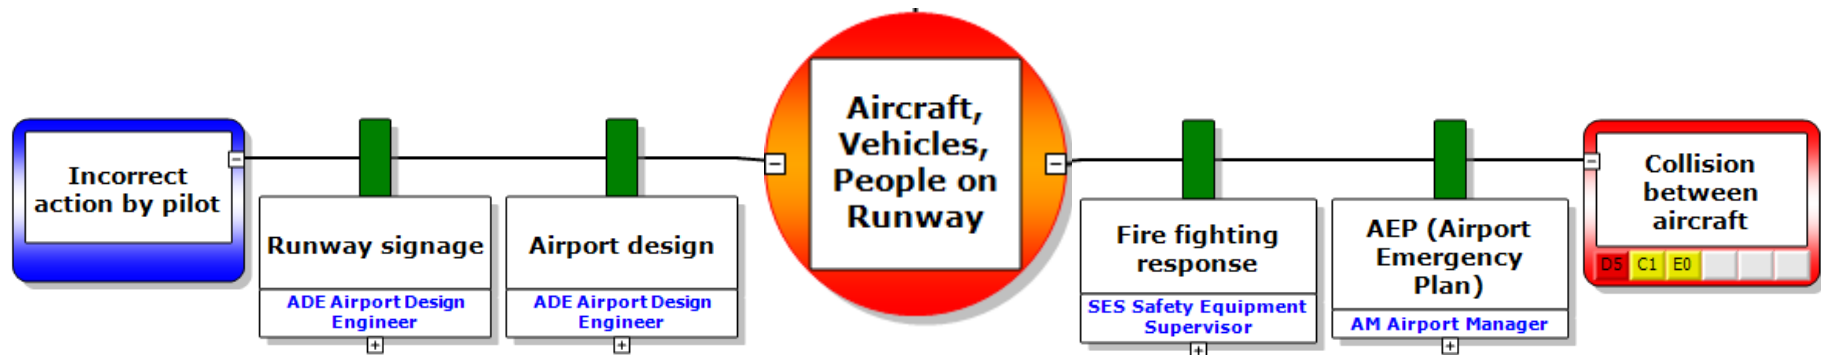 Incorrect
action by pilot
Runway signage
ADE Airport Design
Engineer
Airport design
ADE Airport Design
Engineer
Aircraft,
Vehicles,
People on
Runway
Fire fighting
response
SES Safety Equipment
Supervisor
AEP (Airport
Emergency
Plan)
AM Airport Manager
Collision
between
aircraft
D5 C1 E0